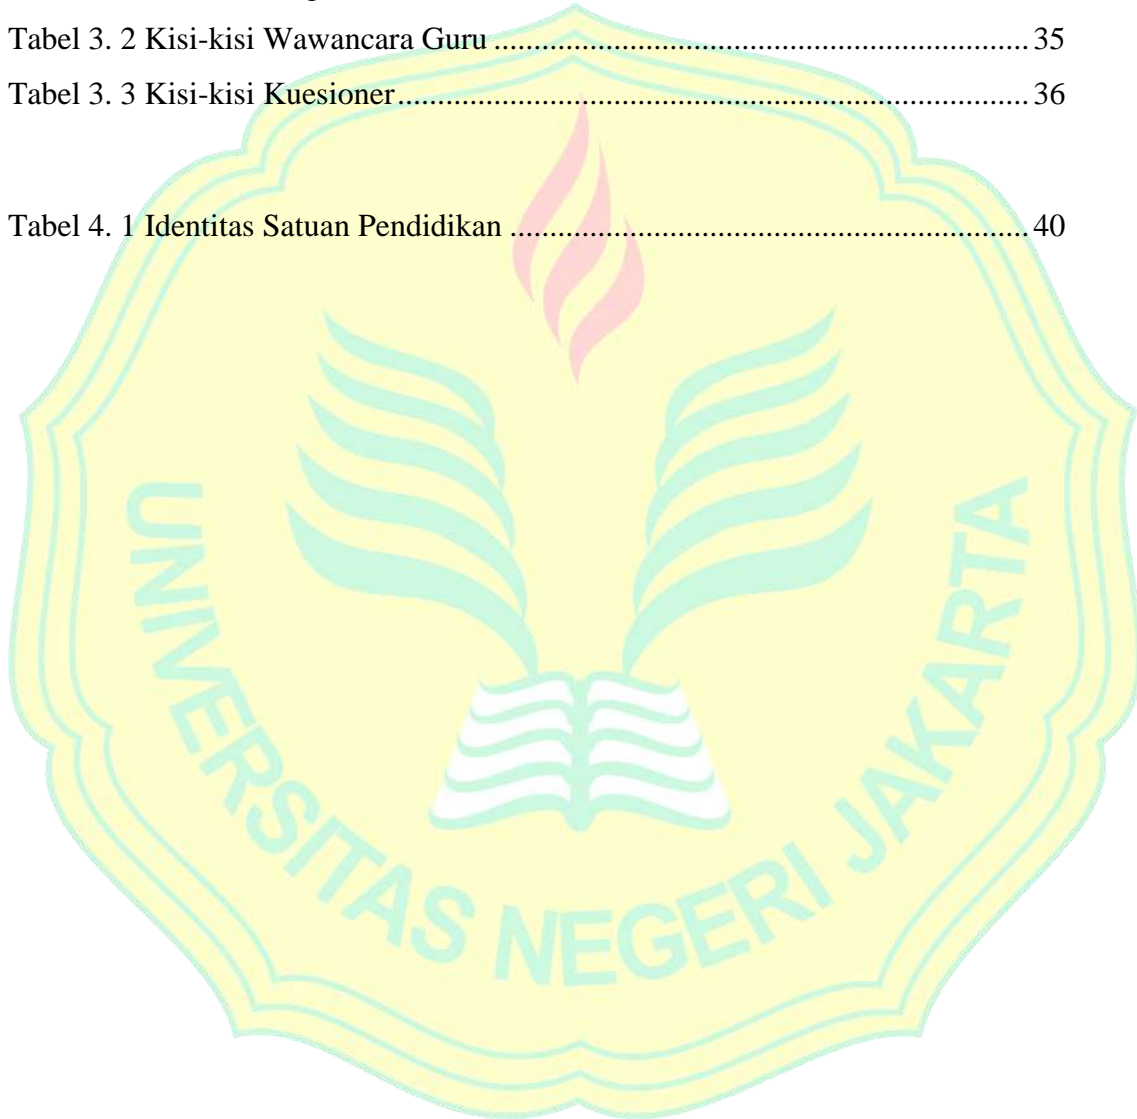 Tabel 3. 2 Kisi-kisi Wawancara Guru .................................................................... 35
Tabel 3. 3 Kisi-kisi Kuesioner................................................................................ 36
Tabel 4. 1 Identitas Satuan Pendidikan .................................................................. 40
UNIVERSITAS NEGERI JAKARTA